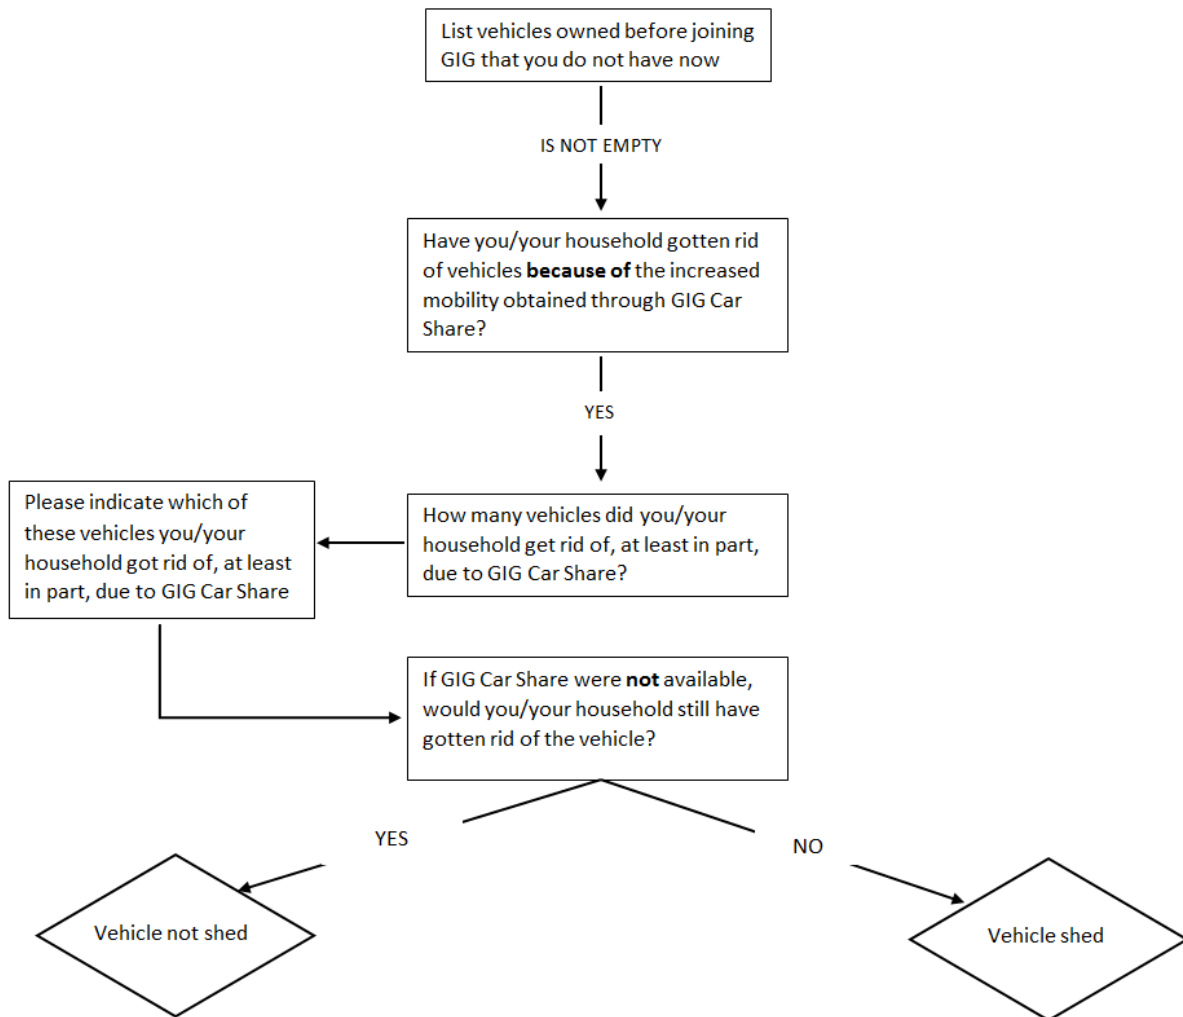 List vehicles owned before joining
GIG that you do not have now
IS NOT EMPTY
Have you/your household gotten rid
of vehicles because of the increased
mobility obtained through GIG Car
Share?
YES
How many vehicles did you/your
household get rid of, at least in part,
due to GIG Car Share?
Please indicate which of
these vehicles you/your
household got rid of, at least
in part, due to GIG Car Share
If GIG Car Share were not available,
would you/your household still have
gotten rid of the vehicle?
YES
NO
Vehicle not shed
Vehicle shed